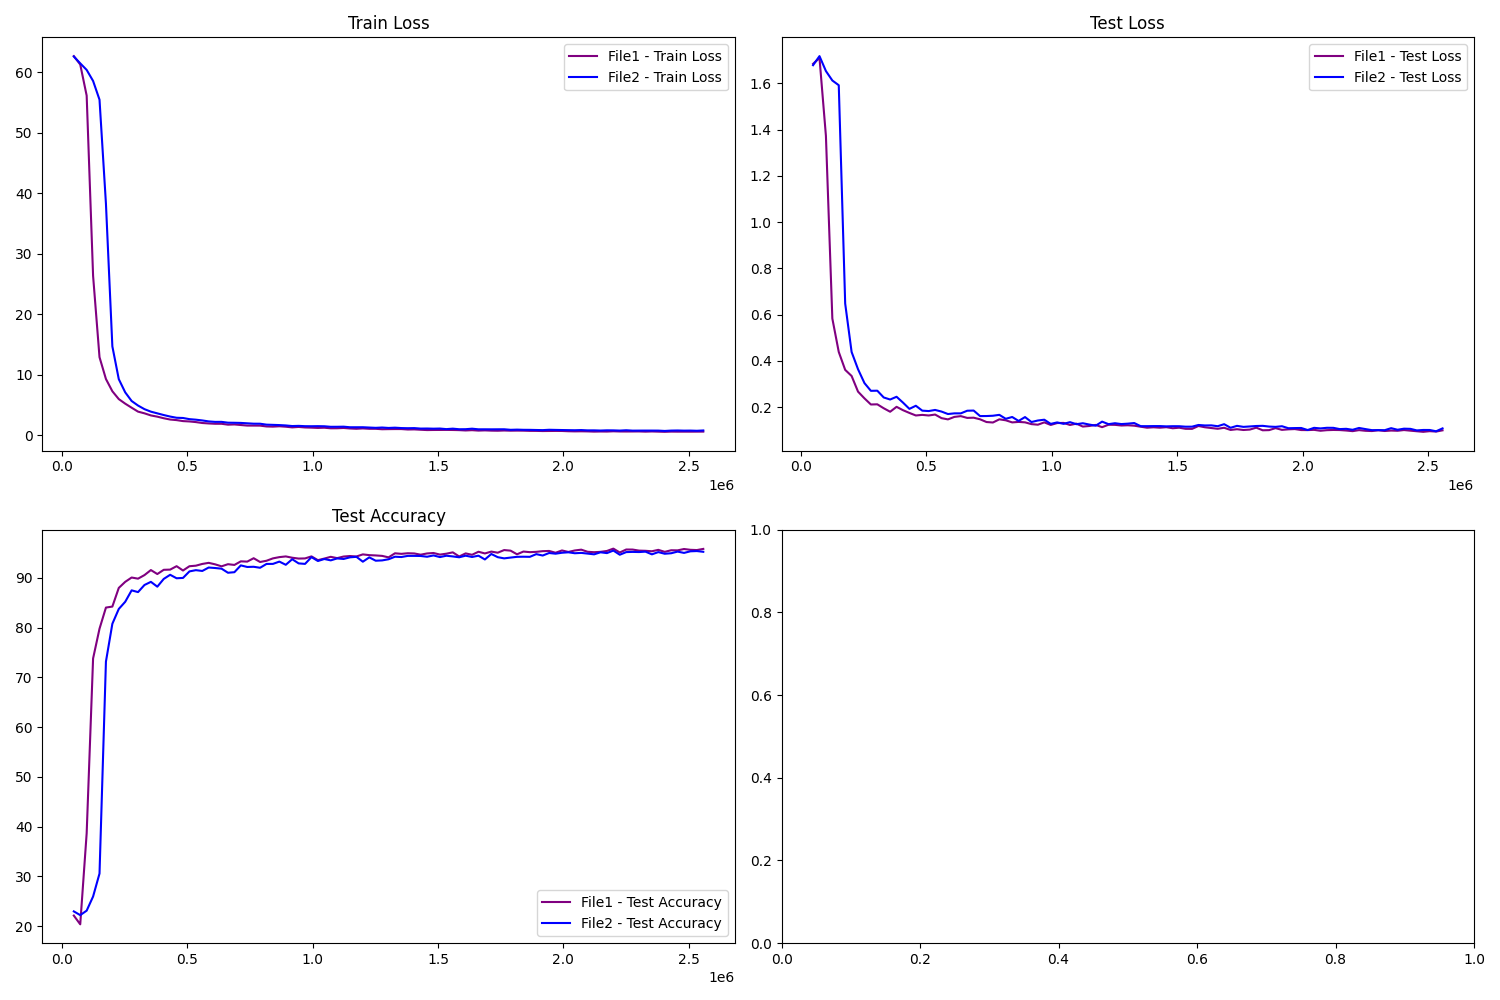 Train Loss
File1 - Train Loss
File2 - Train Loss
60
50
40
30
20
10
0
0.0 0.5 1.0 1.5 2.0 2.5
1e6
Test Loss
File1 - Test Loss
File2 - Test Loss
1.6
1.4
1.2
1.0
0.8
0.6
0.4
0.2
0.0 0.5 1.0 1.5 2.0 2.5
1e6
Test Accuracy
90
80
70
60
50
40
30
20
File1 - Test Accuracy
File2 - Test Accuracy
0.0 0.5 1.0 1.5 2.0 2.5
1e6
1.0
0.8
0.6
0.4
0.2
0.0
0.0 0.2 0.4 0.6 0.8 1.0